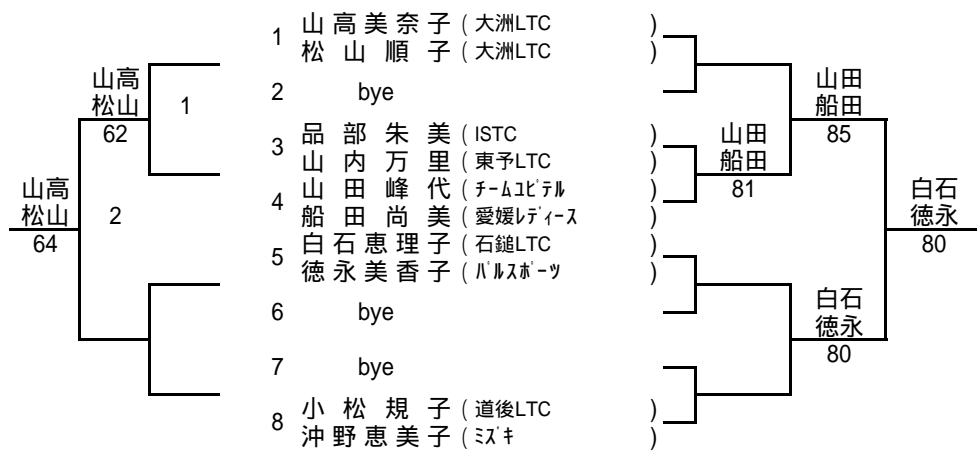 1 山高美奈子 ( 大洲LTC )
松山順子 ( 大洲LTC )
2 bye
3 品部朱美 ( ISTC )
山内万里 ( 東予LTC )
4 山田峰代 ( ﾁｰﾑﾕﾋﾟﾃﾙ )
船田尚美 ( 愛媛ﾚﾃﾞｨｰｽ )
5 白石恵理子 ( 石鎚LTC )
徳永美香子 ( ﾊﾟﾙｽﾎﾟｰﾂ )
6 bye
7 bye
8 小松規子 ( 道後LTC )
沖野恵美子 ( ﾐｽﾞｷ )
山高
松山
62
1
山高
松山
64
2
山田
船田
81
山田
船田
85
白石
徳永
80
白石
徳永
80